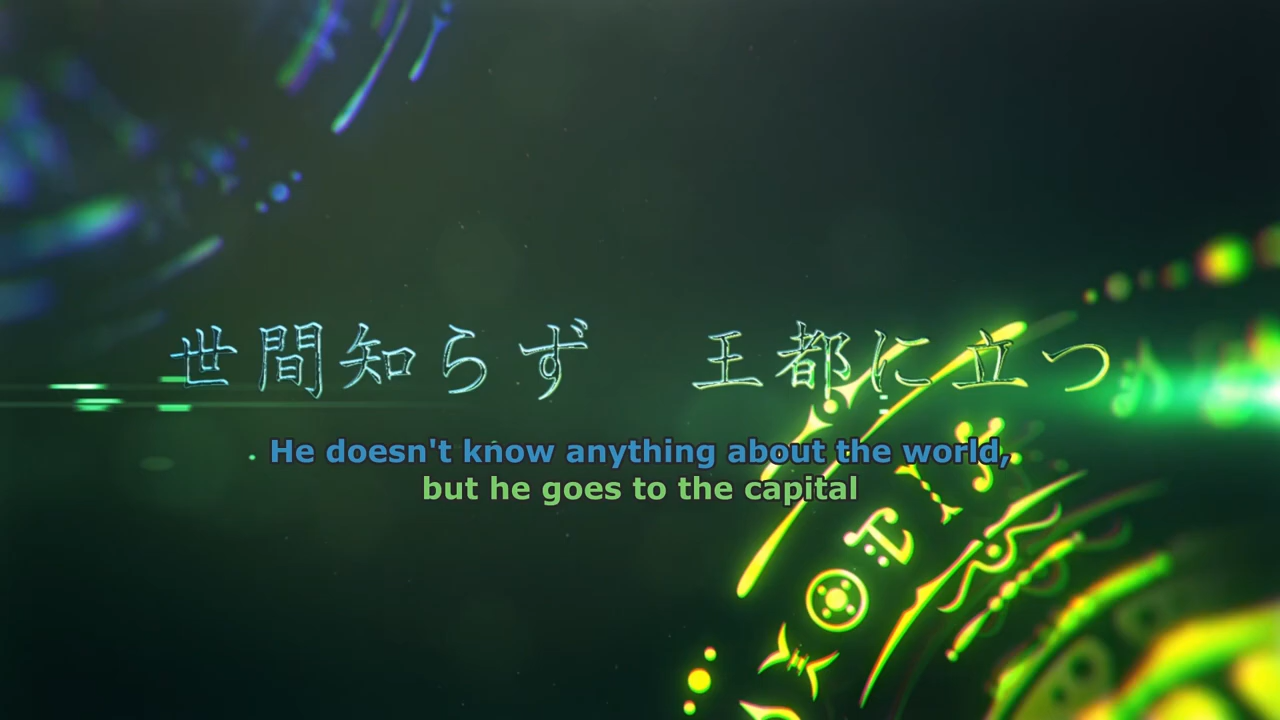 世間知らず　王都に立つ
He doesn't know anything about the world,
but he goes to the capital